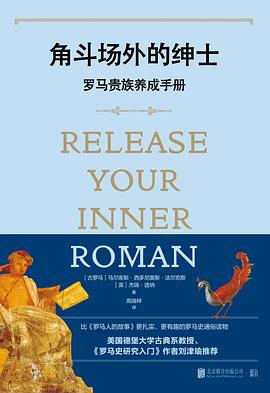 角斗场外的绅士
罗马贵族养成手册
RELEASE
YOUR
INNER
ROMAN
[古罗马]马尔库斯·西多尼厄斯·法尔克斯
[英]杰瑞·透纳
著
周瑞梓
译
比《罗马人的故事》更扎实、更有趣的罗马史通俗读物
美国德堡大学古典系教授、
《罗马史研究入门》作者刘津瑜推荐
北京联合出版公司